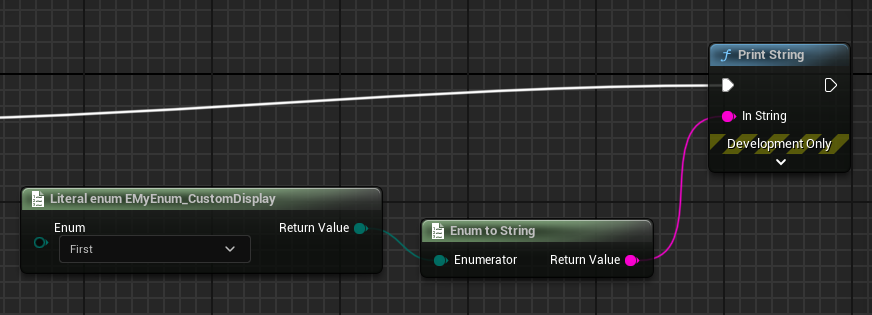 Print String
In String
Development Only
Literal enum EMyEnum_CustomDisplay
Enum
Return Value
First
Enum to String
Enumerator
Return Value